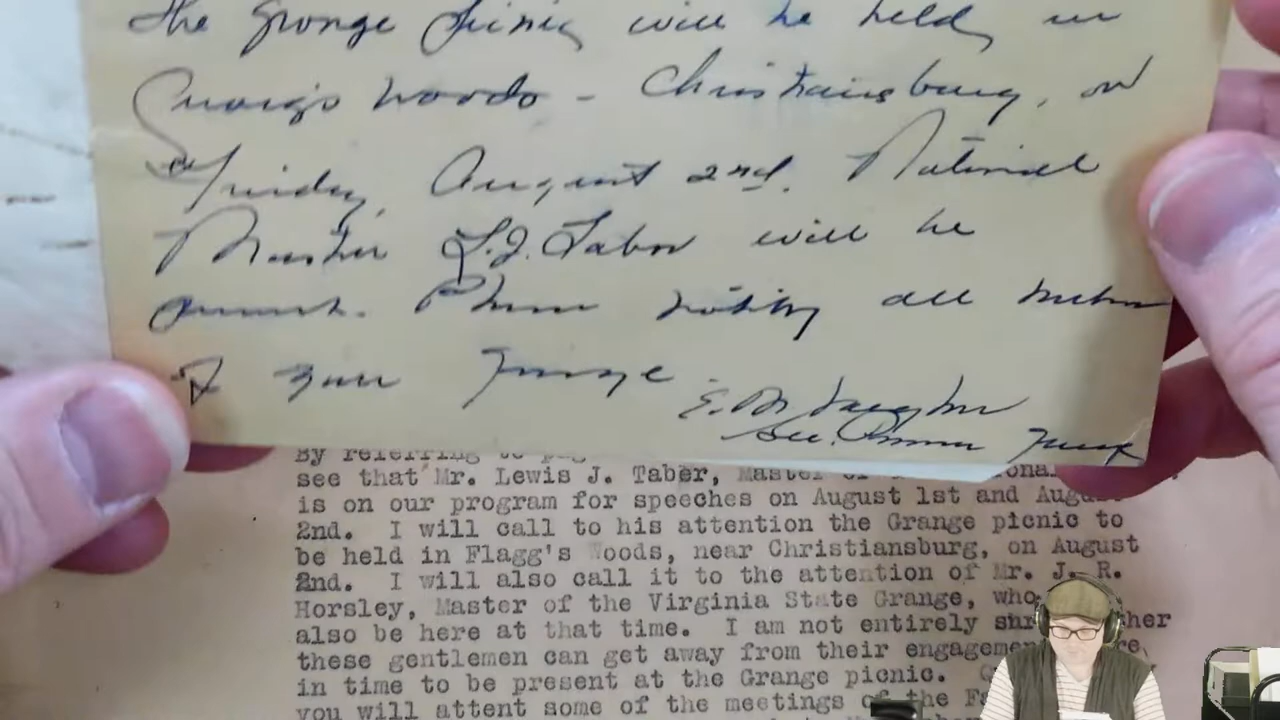 the Grange Picnic will be held in
woods - Christiansburg, on
Friday, August 2nd. National
Master L.J. Tabor will be
present. Please notify all
of your Grange
E.
Sec.
By referring to
see that Mr. Lewis J. Taber, Master of
is on our program for speeches on August 1st and August
2nd. I will call to his attention the Grange picnic to
be held in Flagg's Woods, near Christiansburg, on August
2nd. I will also call it to the attention of Mr. J. R.
Horsley, Master of the Virginia State Grange, who
also be here at that time. I am not entirely
these gentlemen can get away from their
in time to be present at the Grange picnic.
you will attent some of the meetings of the